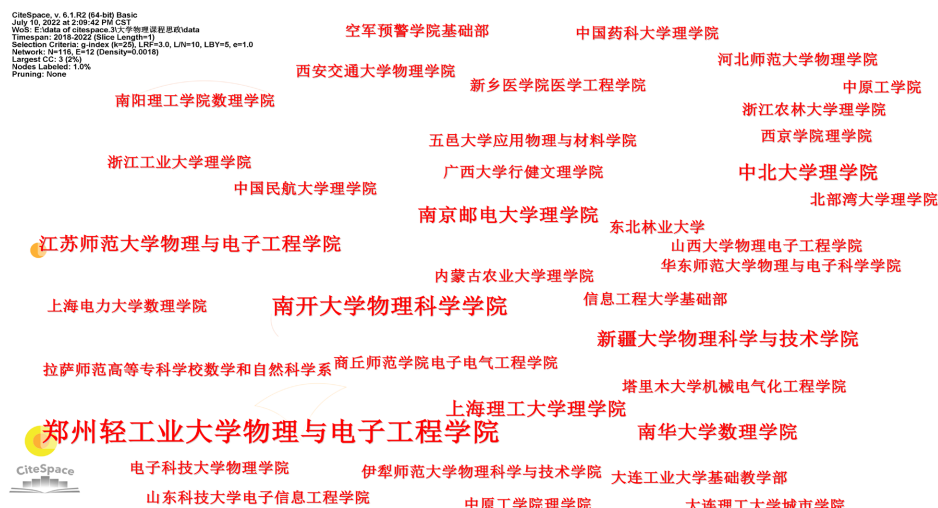 CiteSpace, v. 6.1.R2 (64-bit) Basic
July 10, 2022 at 2:09:42 PM CST
WoS: E:\data of citespace.3\大学物理课程思政\data
Timespan: 2018-2022 (Slice Length=1)
Selection Criteria: g-index (k=25), LRF=3.0, L/N=10, LBY=5, e=1.0
Network: N=116, E=12 (Density=0.0018)
Largest CC: 3 (2%)
Nodes Labeled: 1.0%
Pruning: None
空军预警学院基础部
中国药科大学理学院
河北师范大学物理学院
西安交通大学物理学院
新乡医学院医学工程学院
中原工学院
南阳理工学院数理学院
浙江农林大学理学院
五邑大学应用物理与材料学院
西京学院理学院
浙江工业大学理学院
广西大学行健文理学院
中北大学理学院
中国民航大学理学院
北部湾大学理学院
南京邮电大学理学院
东北林业大学
江苏师范大学物理与电子工程学院
山西大学物理电子工程学院
华东师范大学物理与电子科学学院
内蒙古农业大学理学院
上海电力大学数理学院
南开大学物理科学学院
信息工程大学基础部
新疆大学物理科学与技术学院
拉萨师范高等专科学校数学和自然科学系
商丘师范学院电子电气工程学院
塔里木大学机械电气化工程学院
上海理工大学理学院
郑州轻工业大学物理与电子工程学院
南华大学数理学院
CiteSpace
电子科技大学物理学院
伊犁师范大学物理科学与技术学院
大连工业大学基础教学部
山东科技大学电子信息工程学院
中原工学院理学院
大连理工大学城市学院